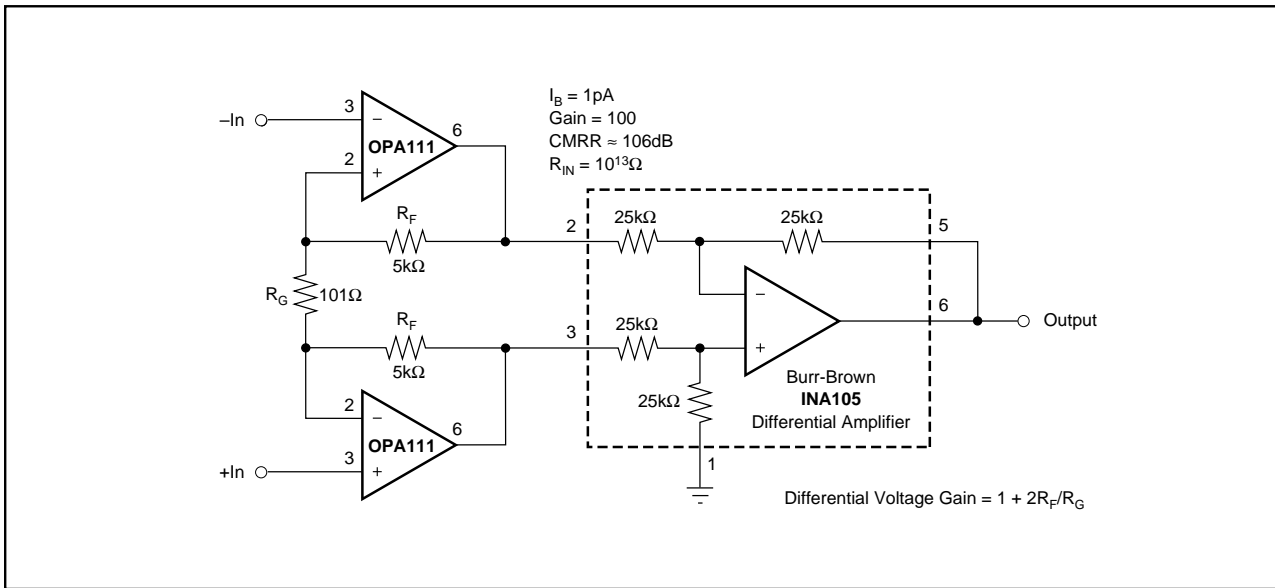 –In
3
–
OPA111
6
2
+
I_B = 1pA
Gain = 100
CMRR ≈ 106dB
R_IN = 10¹³Ω
R_F
5kΩ
2
25kΩ
25kΩ
5
R_G
101Ω
–
6
Output
R_F
5kΩ
3
25kΩ
+
25kΩ
Burr-Brown
INA105
Differential Amplifier
2
–
OPA111
6
+In
3
+
1
Differential Voltage Gain = 1 + 2R_F/R_G